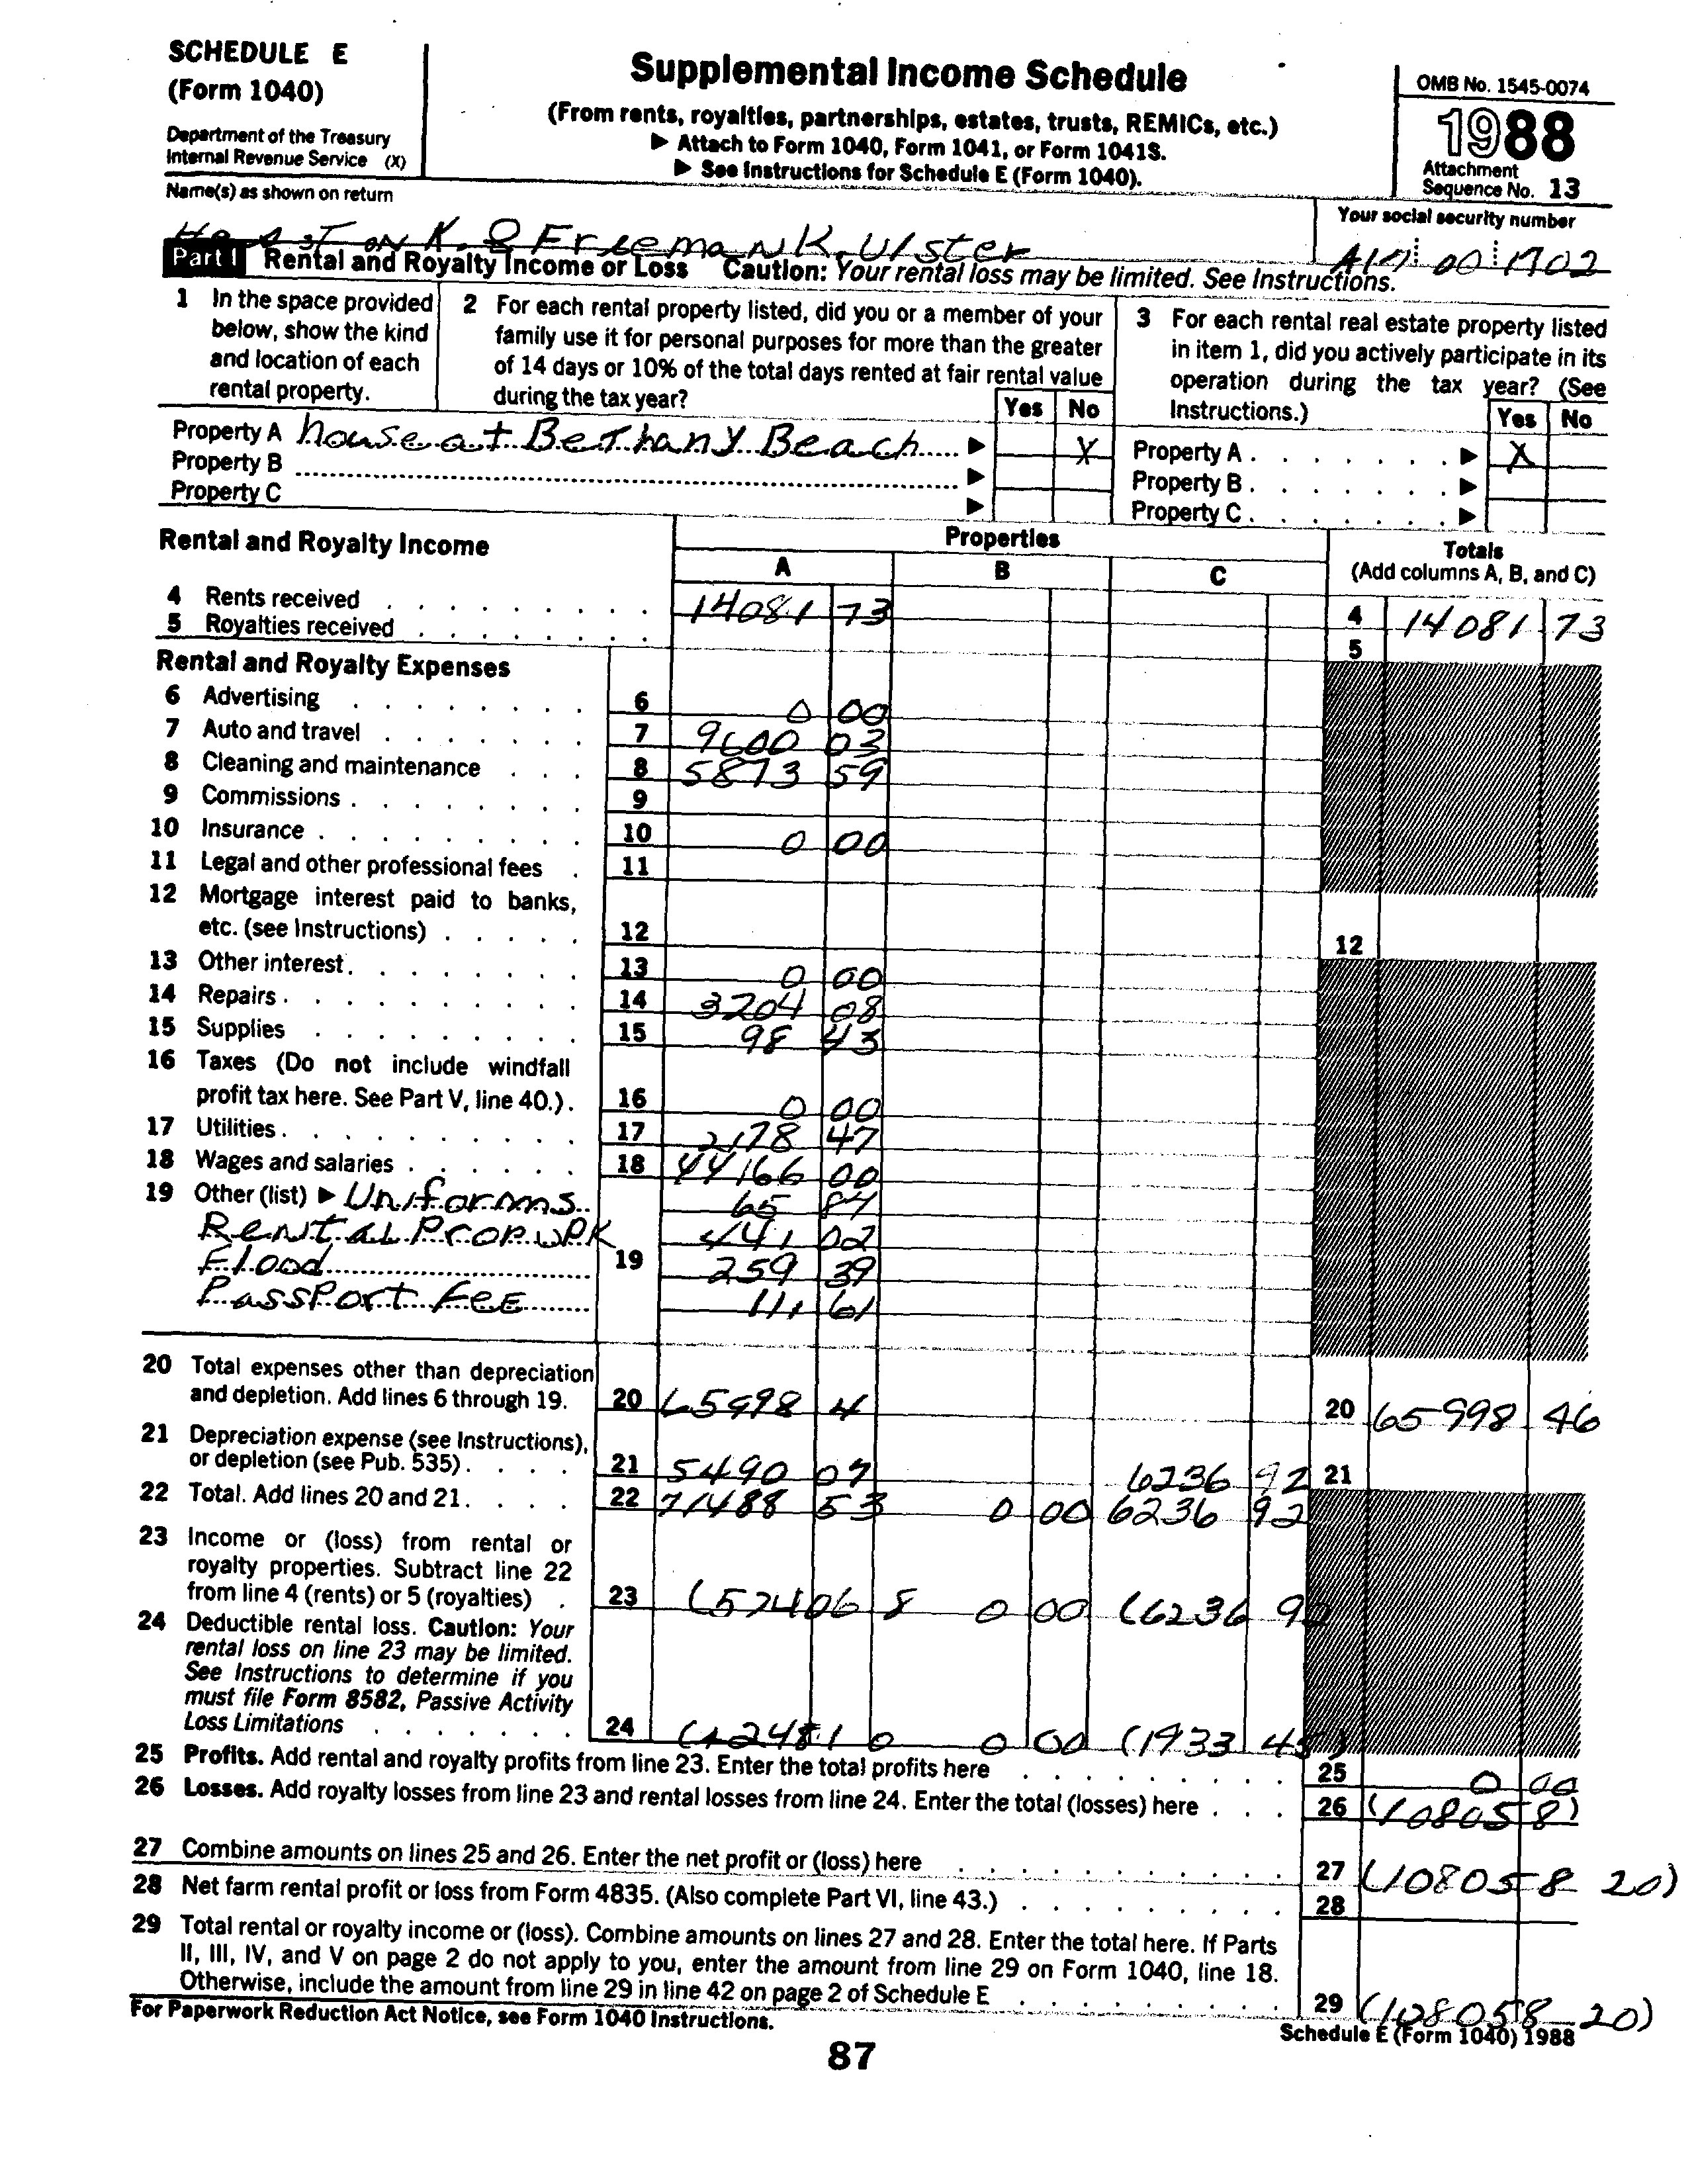 SCHEDULE E
(Form 1040)
Department of the Treasury
Internal Revenue Service (X)
Supplemental Income Schedule
(From rents, royalties, partnerships, estates, trusts, REMICs, etc.)
▶ Attach to Form 1040, Form 1041, or Form 1041S.
▶ See Instructions for Schedule E (Form 1040).
OMB No. 1545-0074
1988
Attachment
Sequence No. 13
Name(s) as shown on return
Your social security number
K. & Freeman K. Ulster
00 1702
Part I Rental and Royalty Income or Loss Caution: Your rental loss may be limited. See Instructions.
1 In the space provided below, show the kind and location of each rental property.
2 For each rental property listed, did you or a member of your family use it for personal purposes for more than the greater of 14 days or 10% of the total days rented at fair rental value during the tax year?
Yes No
3 For each rental real estate property listed in item 1, did you actively participate in its operation during the tax year? (See Instructions.)
Yes No
Property A house at Bethany Beach ▶ X
Property A ▶ X
Property B ▶
Property B ▶
Property C ▶
Property C ▶
Rental and Royalty Income
Properties
A B C
Totals
(Add columns A, B, and C)
4 Rents received 14081 73 4 14081 73
5 Royalties received 5
Rental and Royalty Expenses
6 Advertising 6 0 00
7 Auto and travel 7 9600 03
8 Cleaning and maintenance 8 5873 59
9 Commissions 9
10 Insurance 10 0 00
11 Legal and other professional fees 11
12 Mortgage interest paid to banks,
etc. (see Instructions) 12 12
13 Other interest 13 0 00
14 Repairs 14 3204 08
15 Supplies 15 98 43
16 Taxes (Do not include windfall
profit tax here. See Part V, line 40.) 16 0 00
17 Utilities 17 2178 47
18 Wages and salaries 18 44166 00
19 Other (list) ▶ Uniforms 65 84
Rental Prop WPK 441 02
Flood 19 259 39
Passport Fee 111 61
20 Total expenses other than depreciation
and depletion. Add lines 6 through 19. 20 65998 4 20 65998 46
21 Depreciation expense (see Instructions),
or depletion (see Pub. 535) 21 5490 07 6236 92 21
22 Total. Add lines 20 and 21 22 71488 53 0 00 6236 92
23 Income or (loss) from rental or
royalty properties. Subtract line 22
from line 4 (rents) or 5 (royalties) 23 (57406 8 0 00 (6236 92
24 Deductible rental loss. Caution: Your
rental loss on line 23 may be limited.
See Instructions to determine if you
must file Form 8582, Passive Activity
Loss Limitations 24 0 0 00 (1933 45)
25 Profits. Add rental and royalty profits from line 23. Enter the total profits here 25 0 00
26 Losses. Add royalty losses from line 23 and rental losses from line 24. Enter the total (losses) here 26 (108058)
27 Combine amounts on lines 25 and 26. Enter the net profit or (loss) here 27 (108058 20)
28 Net farm rental profit or loss from Form 4835. (Also complete Part VI, line 43.) 28
29 Total rental or royalty income or (loss). Combine amounts on lines 27 and 28. Enter the total here. If Parts
II, III, IV, and V on page 2 do not apply to you, enter the amount from line 29 on Form 1040, line 18.
Otherwise, include the amount from line 29 in line 42 on page 2 of Schedule E 29 (108058 20)
For Paperwork Reduction Act Notice, see Form 1040 Instructions.
Schedule E (Form 1040) 1988
87